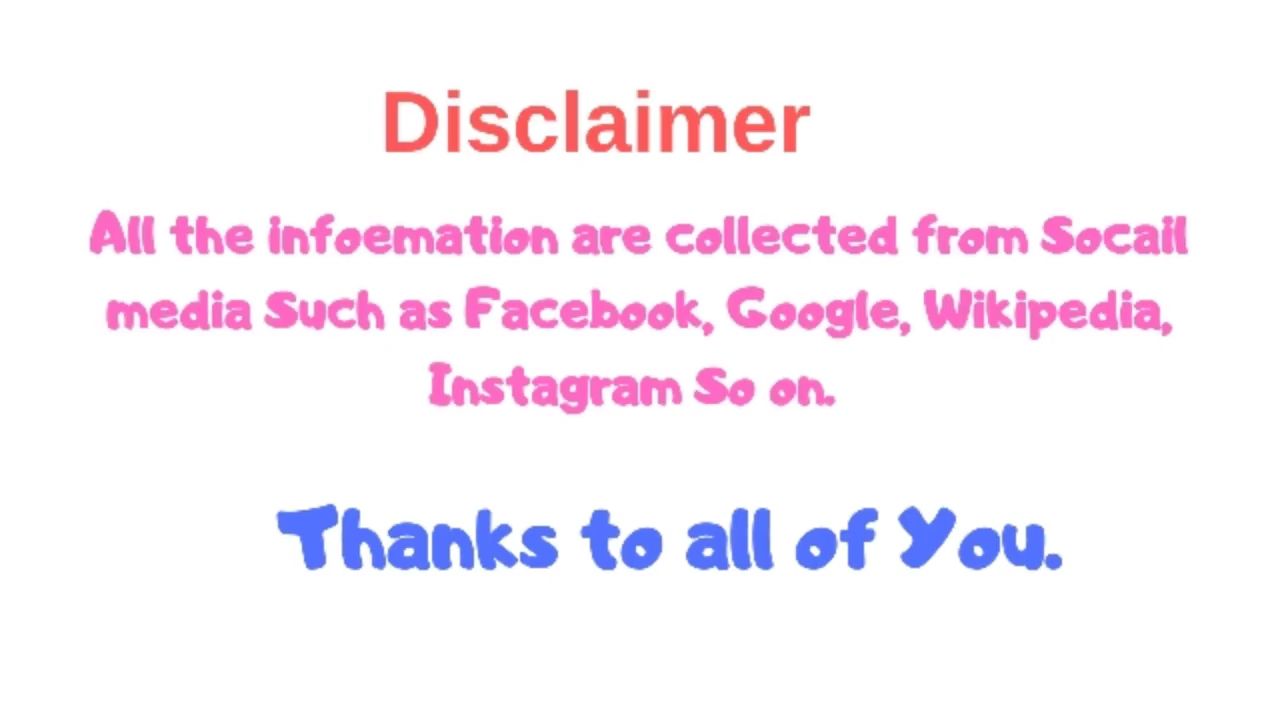 Disclaimer
All the infoemation are collected from Socail
media Such as Facebook, Google, Wikipedia,
Instagram So on.
Thanks to all of You.